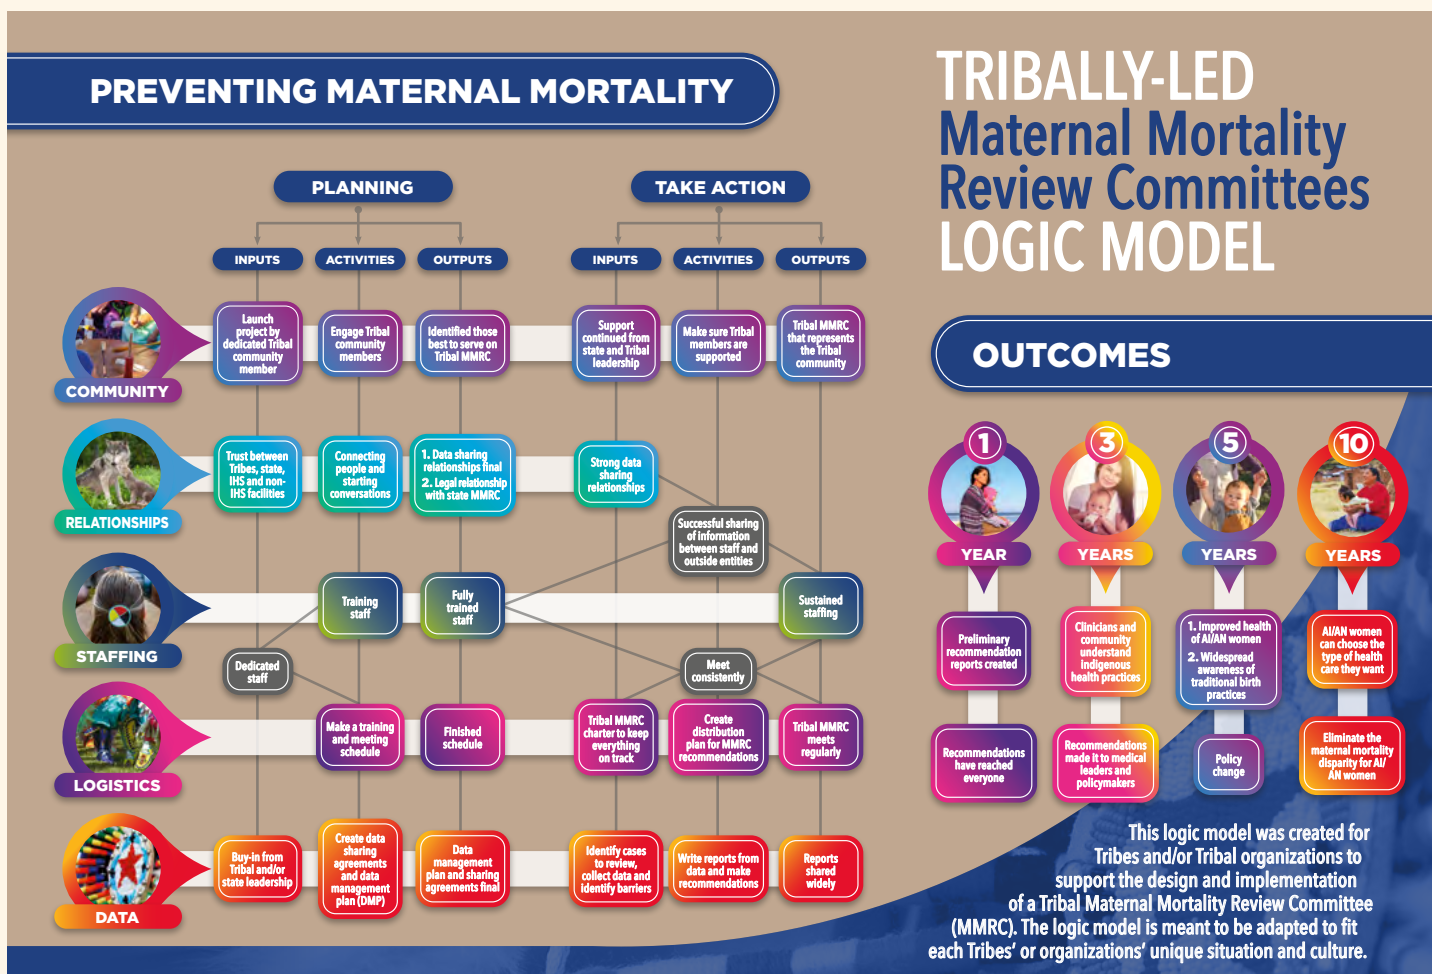 PREVENTING MATERNAL MORTALITY
TRIBALLY-LED
Maternal Mortality
Review Committees
LOGIC MODEL
PLANNING
TAKE ACTION
INPUTS
ACTIVITIES
OUTPUTS
INPUTS
ACTIVITIES
OUTPUTS
COMMUNITY
Launch
project by
dedicated Tribal
community
member
Engage Tribal
community
members
Identified those
best to serve on
Tribal MMRC
Support
continued from
state and Tribal
leadership
Make sure Tribal
members are
supported
Tribal MMRC
that represents
the Tribal
community
RELATIONSHIPS
Trust between
Tribes, state,
IHS and non-
IHS facilities
Connecting
people and
starting
conversations
1. Data sharing
relationships final
2. Legal relationship
with state MMRC
Strong data
sharing
relationships
Successful sharing
of information
between staff and
outside entities
STAFFING
Training
staff
Fully
trained
staff
Sustained
staffing
Dedicated
staff
Meet
consistently
LOGISTICS
Make a training
and meeting
schedule
Finished
schedule
Tribal MMRC
charter to keep
everything
on track
Create
distribution
plan for MMRC
recommendations
Tribal MMRC
meets
regularly
DATA
Buy-in from
Tribal and/or
state leadership
Create data
sharing
agreements
and data
management
plan (DMP)
Data
management
plan and sharing
agreements final
Identify cases
to review,
collect data and
identify barriers
Write reports from
data and make
recommendations
Reports
shared
widely
OUTCOMES
1
YEAR
Preliminary
recommendation
reports created
Recommendations
have reached
everyone
3
YEARS
Clinicians and
community
understand
indigenous
health practices
Recommendations
made it to medical
leaders and
policymakers
5
YEARS
1. Improved health
of AI/AN women
2. Widespread
awareness of
traditional birth
practices
Policy
change
10
YEARS
AI/AN women
can choose the
type of health
care they want
Eliminate the
maternal mortality
disparity for AI/
AN women
This logic model was created for
Tribes and/or Tribal organizations to
support the design and implementation
of a Tribal Maternal Mortality Review Committee
(MMRC). The logic model is meant to be adapted to fit
each Tribes' or organizations' unique situation and culture.